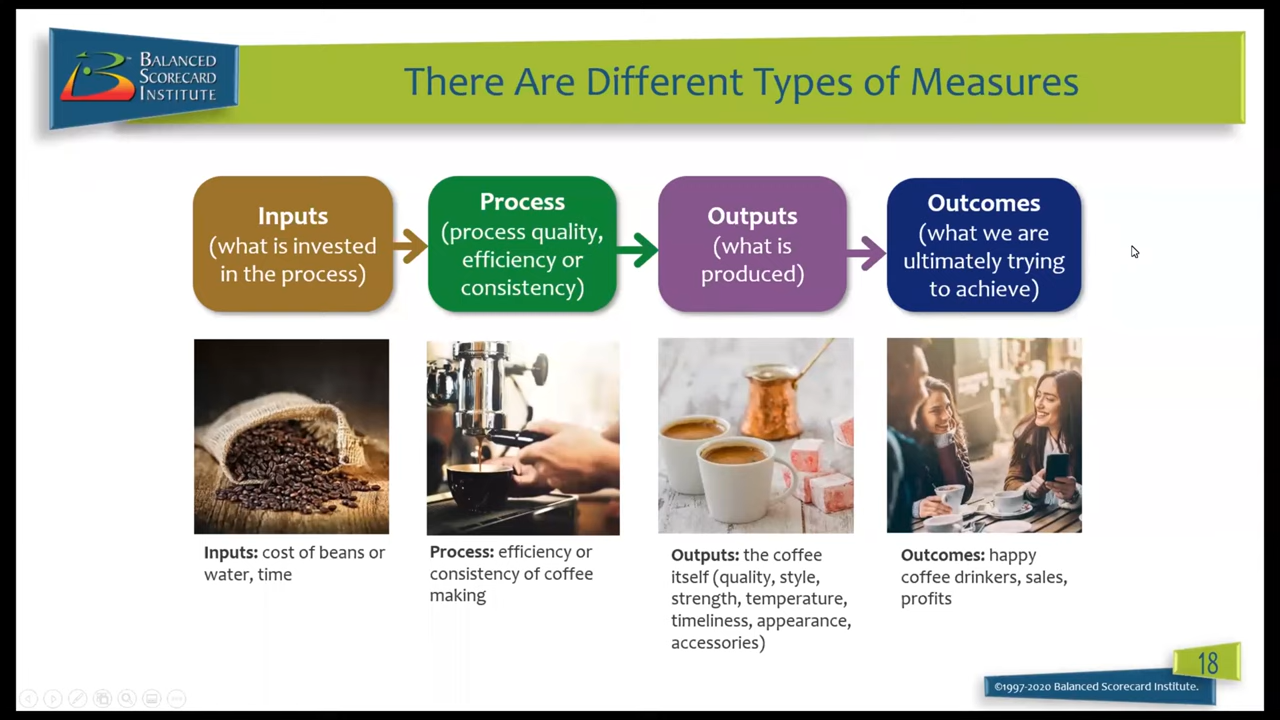 BALANCED
SCORECARD
INSTITUTE
There Are Different Types of Measures
Inputs
(what is invested
in the process)
Process
(process quality,
efficiency or
consistency)
Outputs
(what is
produced)
Outcomes
(what we are
ultimately trying
to achieve)
Inputs: cost of beans or
water, time
Process: efficiency or
consistency of coffee
making
Outputs: the coffee
itself (quality, style,
strength, temperature,
timeliness, appearance,
accessories)
Outcomes: happy
coffee drinkers, sales,
profits
18
©1997-2020 Balanced Scorecard Institute.